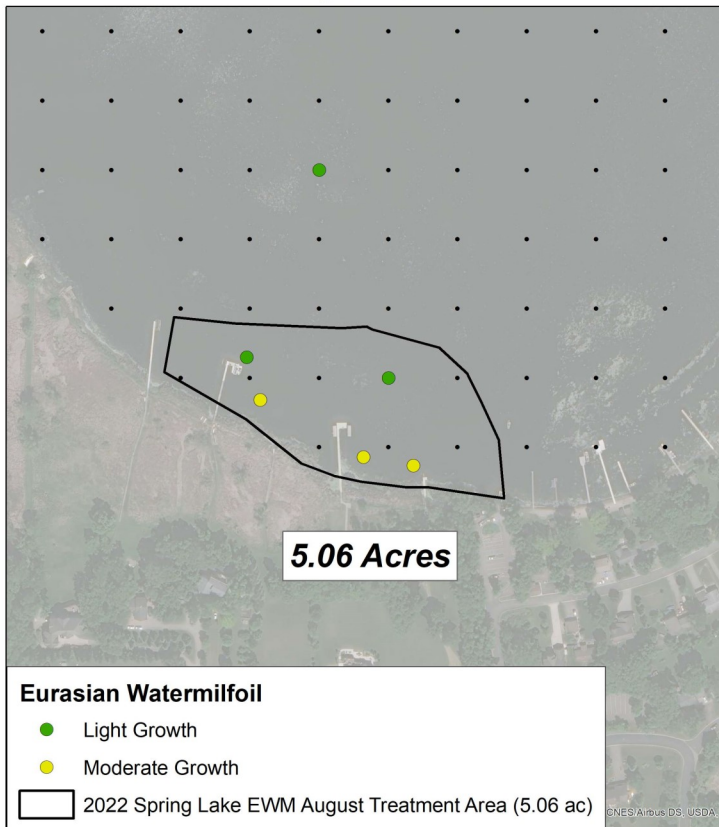 5.06 Acres
Eurasian Watermilfoil
Light Growth
Moderate Growth
2022 Spring Lake EWM August Treatment Area (5.06 ac)
CNES/Airbus DS, USDA,